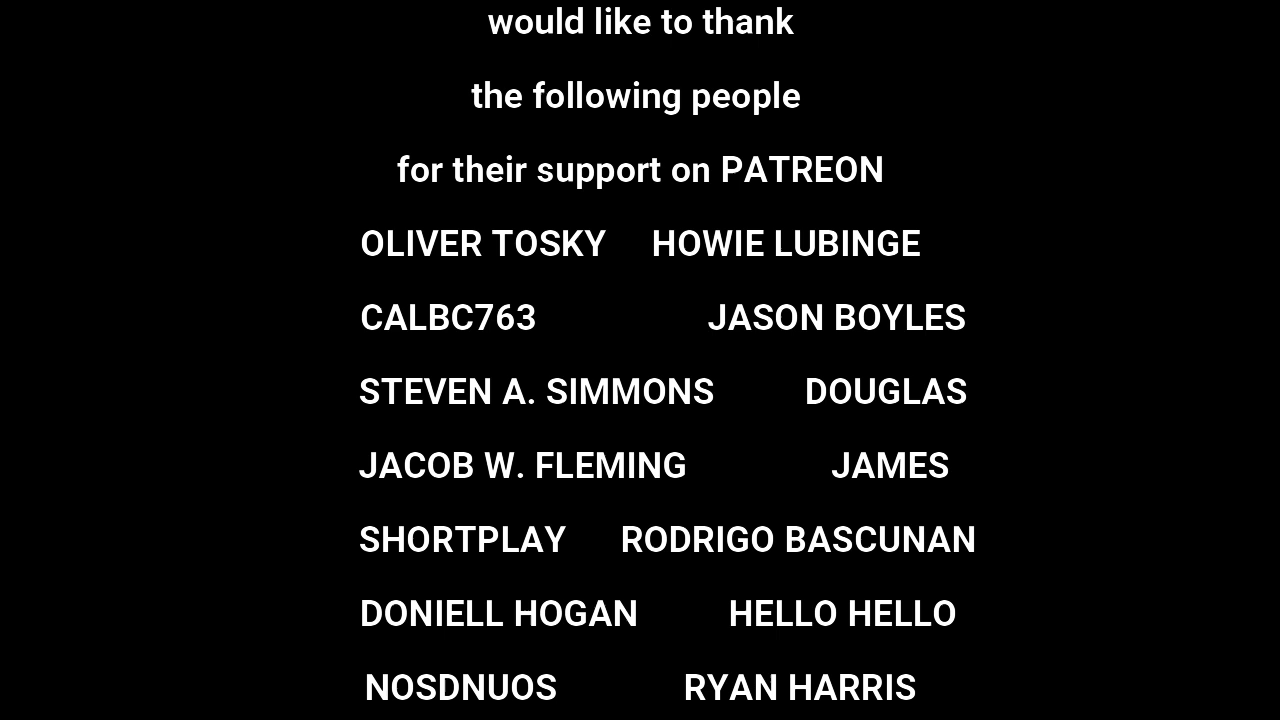 would like to thank
the following people
for their support on PATREON
OLIVER TOSKY HOWIE LUBINGE
CALBC763 JASON BOYLES
STEVEN A. SIMMONS DOUGLAS
JACOB W. FLEMING JAMES
SHORTPLAY RODRIGO BASCUNAN
DONIELL HOGAN HELLO HELLO
NOSDNUOS RYAN HARRIS